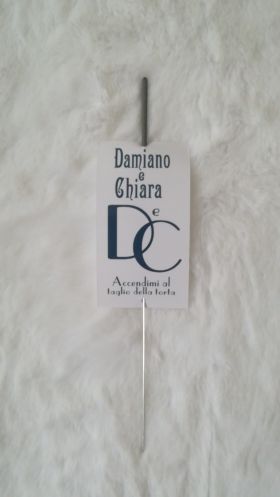 Damiano
e
Chiara
D e C
Accendimi al
taglio della torta